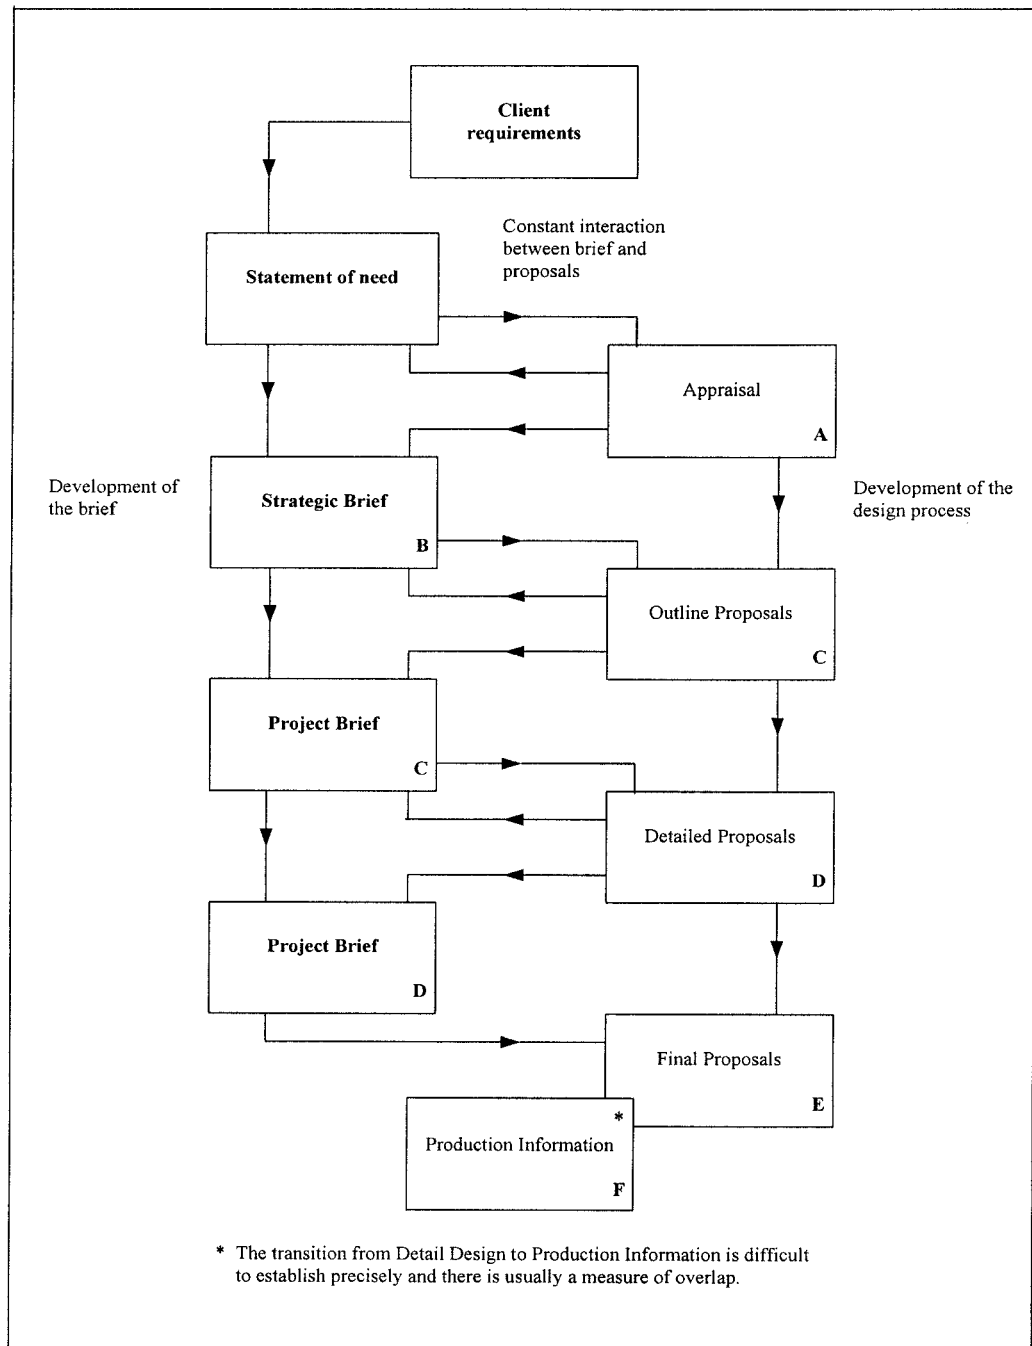 Client
requirements
Constant interaction
between brief and
proposals
Statement of need
Appraisal
A
Development of
the brief
Strategic Brief
B
Development of the
design process
Outline Proposals
C
Project Brief
C
Detailed Proposals
D
Project Brief
D
Final Proposals
E
*
Production Information
F
* The transition from Detail Design to Production Information is difficult
to establish precisely and there is usually a measure of overlap.